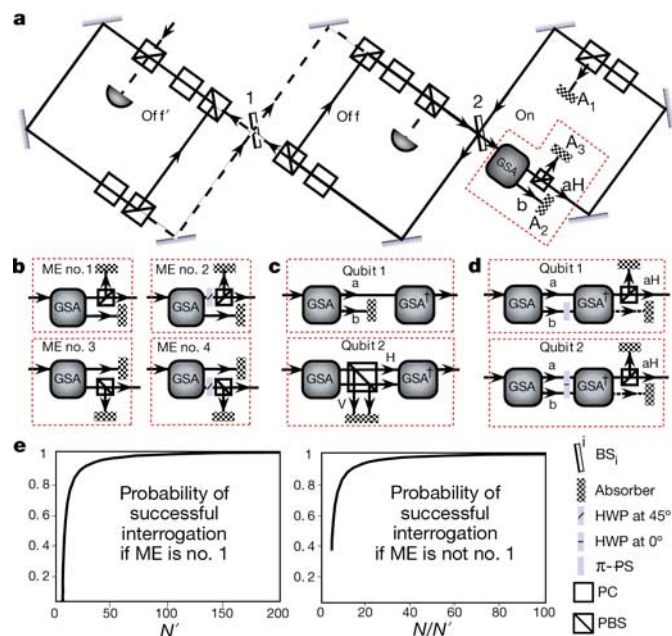 a
1
2
Off′
Off
On
GSA
A1
A3
aH
b
A2
b
ME no. 1
GSA
ME no. 2
GSA
ME no. 3
GSA
ME no. 4
GSA
c
Qubit 1
GSA
a
b
GSA†
Qubit 2
GSA
H
V
GSA†
d
Qubit 1
GSA
a
b
GSA†
aH
Qubit 2
GSA
a
b
GSA†
aH
e
1
0.8
0.6
0.4
0.2
Probability of
successful
interrogation
if ME is no. 1
0 50 100 150 200
N′
1
0.8
0.6
0.4
0.2
Probability of
successful
interrogation
if ME is not no. 1
0 20 40 60 80 100
N/N′
i
BSi
Absorber
HWP at 45º
HWP at 0º
π-PS
PC
PBS